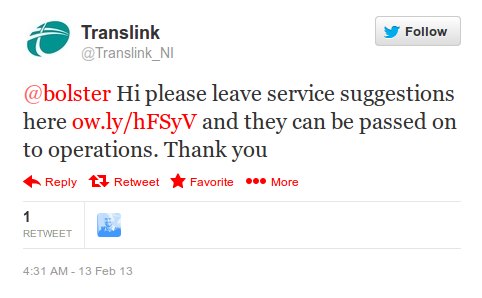 Translink
@Translink_NI
Follow
@bolster Hi please leave service suggestions
here ow.ly/hFSyV and they can be passed on
to operations. Thank you
Reply Retweet Favorite More
1
RETWEET
4:31 AM - 13 Feb 13